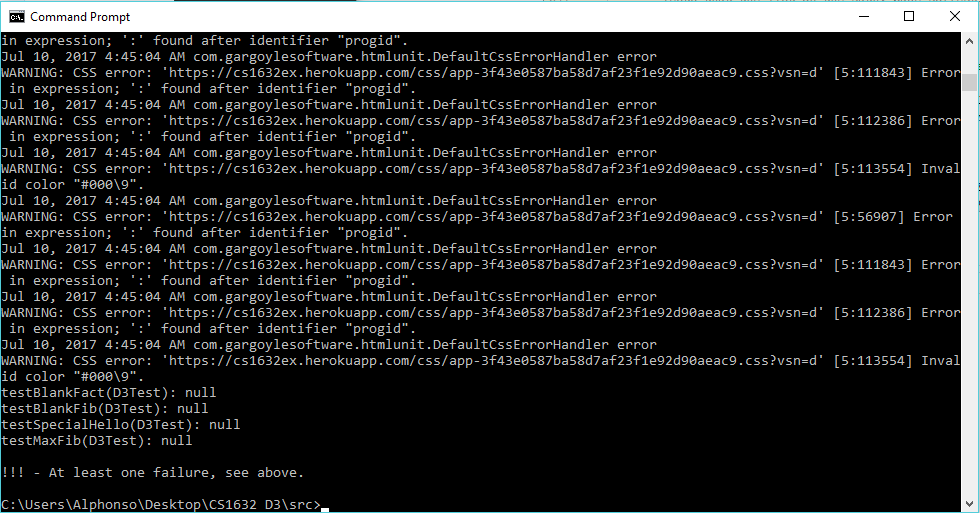 Command Prompt
in expression; ':' found after identifier "progid".
Jul 10, 2017 4:45:04 AM com.gargoylesoftware.htmlunit.DefaultCssErrorHandler error
WARNING: CSS error: 'https://cs1632ex.herokuapp.com/css/app-3f43e0587ba58d7af23f1e92d90aeac9.css?vsn=d' [5:111843] Error
 in expression; ':' found after identifier "progid".
Jul 10, 2017 4:45:04 AM com.gargoylesoftware.htmlunit.DefaultCssErrorHandler error
WARNING: CSS error: 'https://cs1632ex.herokuapp.com/css/app-3f43e0587ba58d7af23f1e92d90aeac9.css?vsn=d' [5:112386] Error
 in expression; ':' found after identifier "progid".
Jul 10, 2017 4:45:04 AM com.gargoylesoftware.htmlunit.DefaultCssErrorHandler error
WARNING: CSS error: 'https://cs1632ex.herokuapp.com/css/app-3f43e0587ba58d7af23f1e92d90aeac9.css?vsn=d' [5:113554] Inval
id color "#000\9".
Jul 10, 2017 4:45:04 AM com.gargoylesoftware.htmlunit.DefaultCssErrorHandler error
WARNING: CSS error: 'https://cs1632ex.herokuapp.com/css/app-3f43e0587ba58d7af23f1e92d90aeac9.css?vsn=d' [5:56907] Error
in expression; ':' found after identifier "progid".
Jul 10, 2017 4:45:04 AM com.gargoylesoftware.htmlunit.DefaultCssErrorHandler error
WARNING: CSS error: 'https://cs1632ex.herokuapp.com/css/app-3f43e0587ba58d7af23f1e92d90aeac9.css?vsn=d' [5:111843] Error
 in expression; ':' found after identifier "progid".
Jul 10, 2017 4:45:04 AM com.gargoylesoftware.htmlunit.DefaultCssErrorHandler error
WARNING: CSS error: 'https://cs1632ex.herokuapp.com/css/app-3f43e0587ba58d7af23f1e92d90aeac9.css?vsn=d' [5:112386] Error
 in expression; ':' found after identifier "progid".
Jul 10, 2017 4:45:04 AM com.gargoylesoftware.htmlunit.DefaultCssErrorHandler error
WARNING: CSS error: 'https://cs1632ex.herokuapp.com/css/app-3f43e0587ba58d7af23f1e92d90aeac9.css?vsn=d' [5:113554] Inval
id color "#000\9".
testBlankFact(D3Test): null
testBlankFib(D3Test): null
testSpecialHello(D3Test): null
testMaxFib(D3Test): null
!!! - At least one failure, see above.
C:\Users\Alphonso\Desktop\CS1632 D3\src>